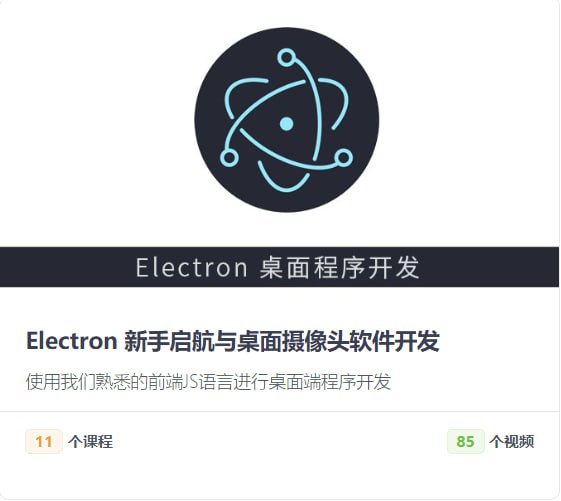 Electron 桌面程序开发
Electron 新手启航与桌面摄像头软件开发
使用我们熟悉的前端JS语言进行桌面端程序开发
11 个课程
85 个视频